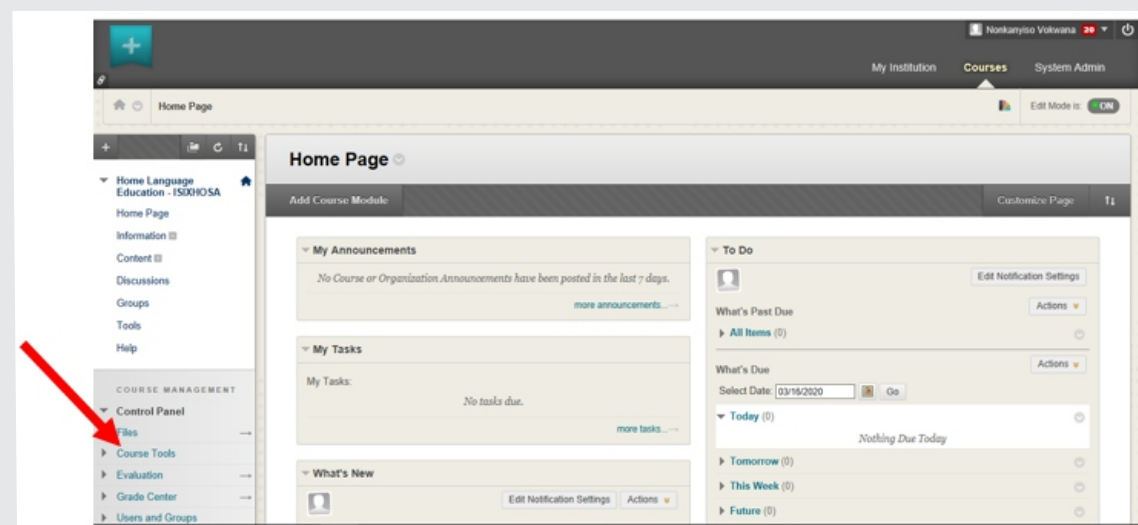 Nonkanyiso Vokwana 20
My Institution Courses System Admin
Home Page
Edit Mode is: ON
Home Language
Education - ISIXHOSA
Home Page
Information
Content
Discussions
Groups
Tools
Help
COURSE MANAGEMENT
Control Panel
Files
Course Tools
Evaluation
Grade Center
Users and Groups
Home Page
Add Course Module
Customize Page
My Announcements
No Course or Organization Announcements have been posted in the last 7 days.
more announcements...
My Tasks
My Tasks:
No tasks due.
more tasks...
What's New
Edit Notification Settings Actions
To Do
Edit Notification Settings
Actions
What's Past Due
All Items (0)
Actions
What's Due
Select Date: 03/16/2020 Go
Today (0)
Nothing Due Today
Tomorrow (0)
This Week (0)
Future (0)